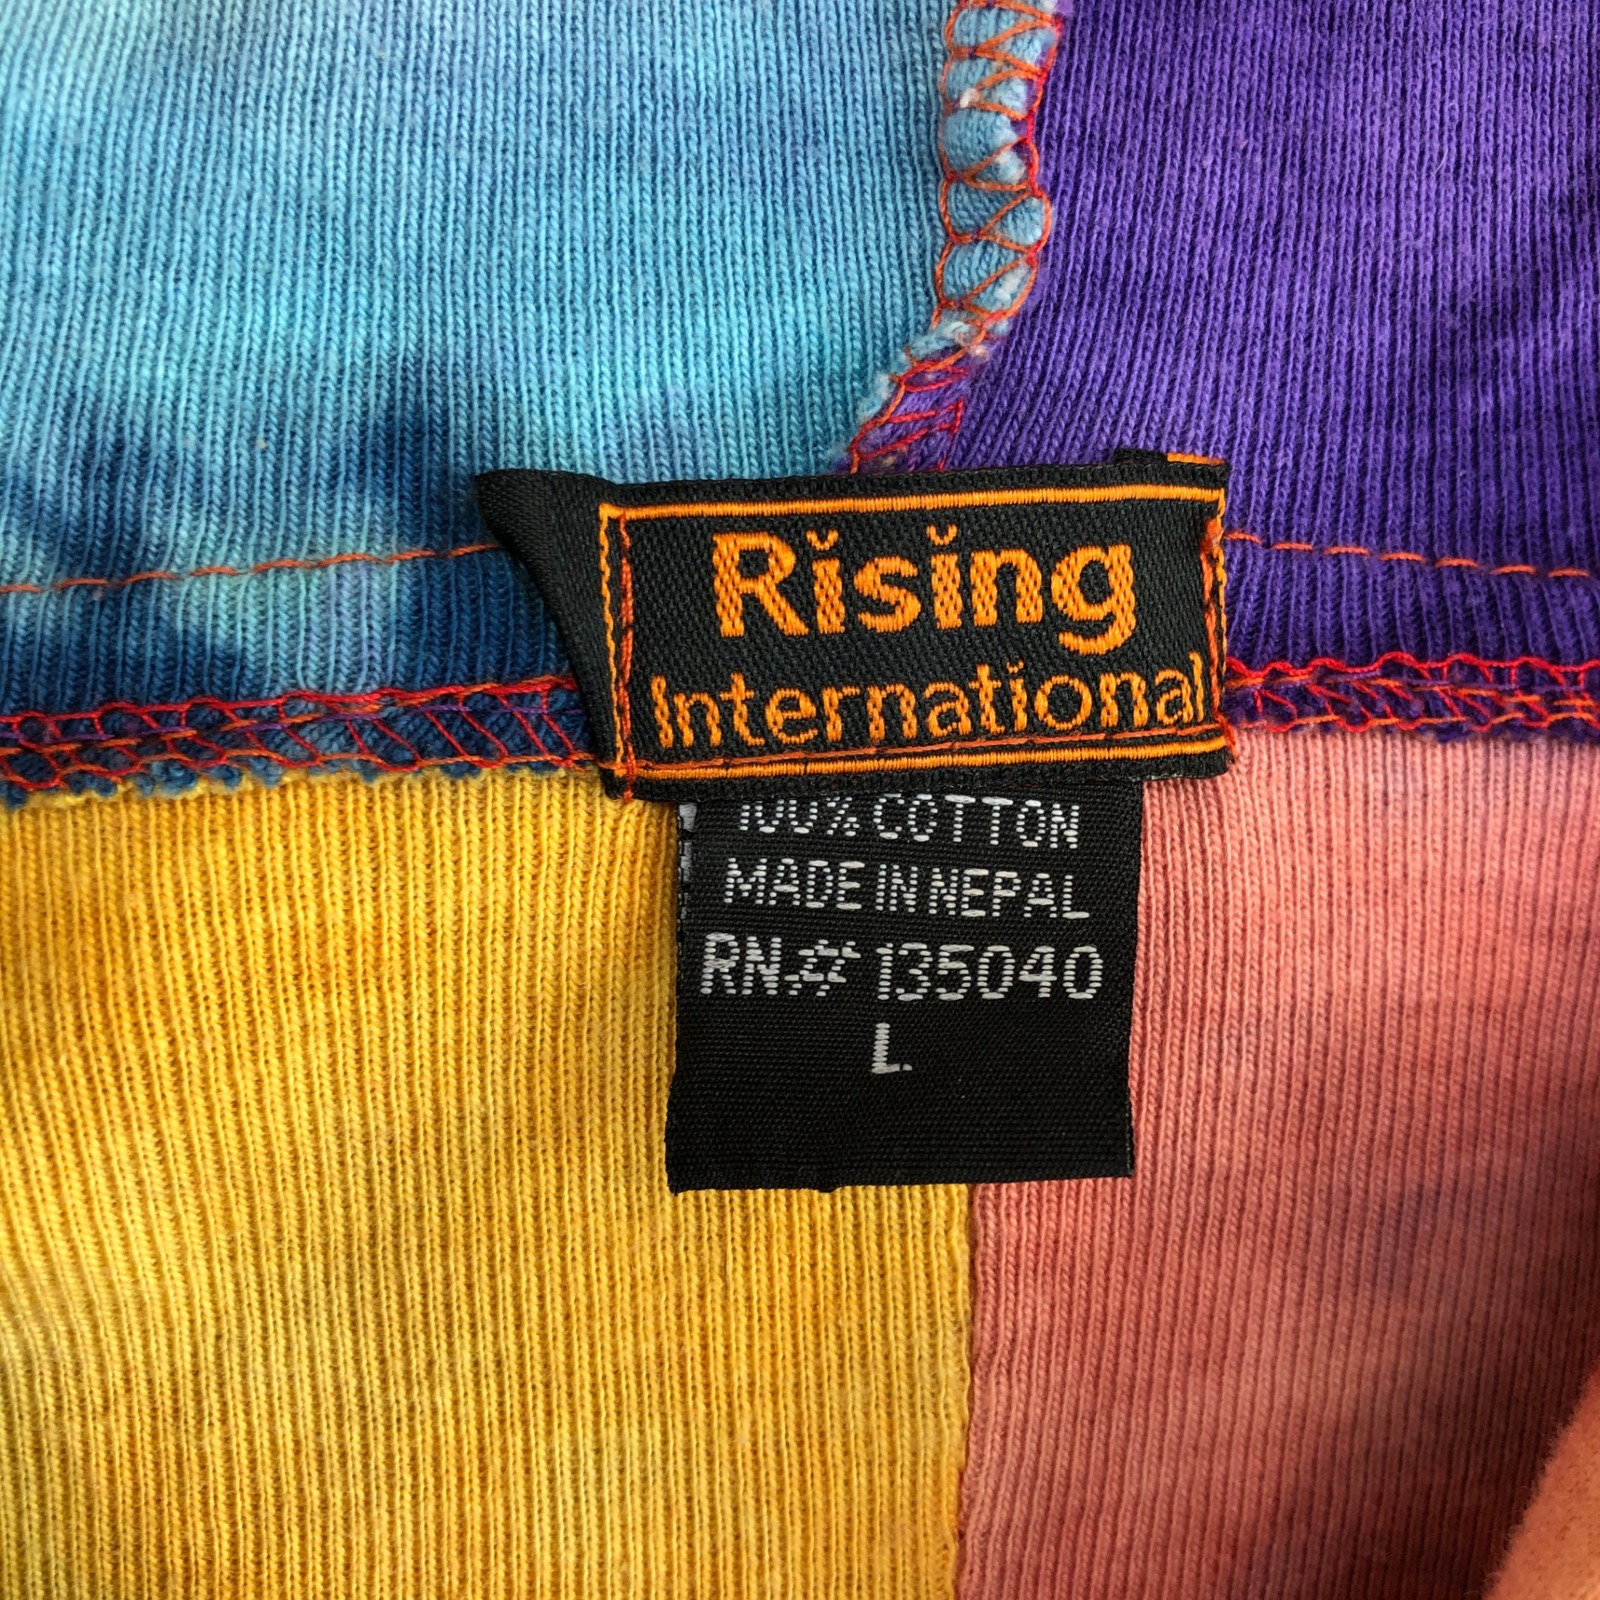 Rising
International
100% COTTON
MADE IN NEPAL
RN# 135040
L